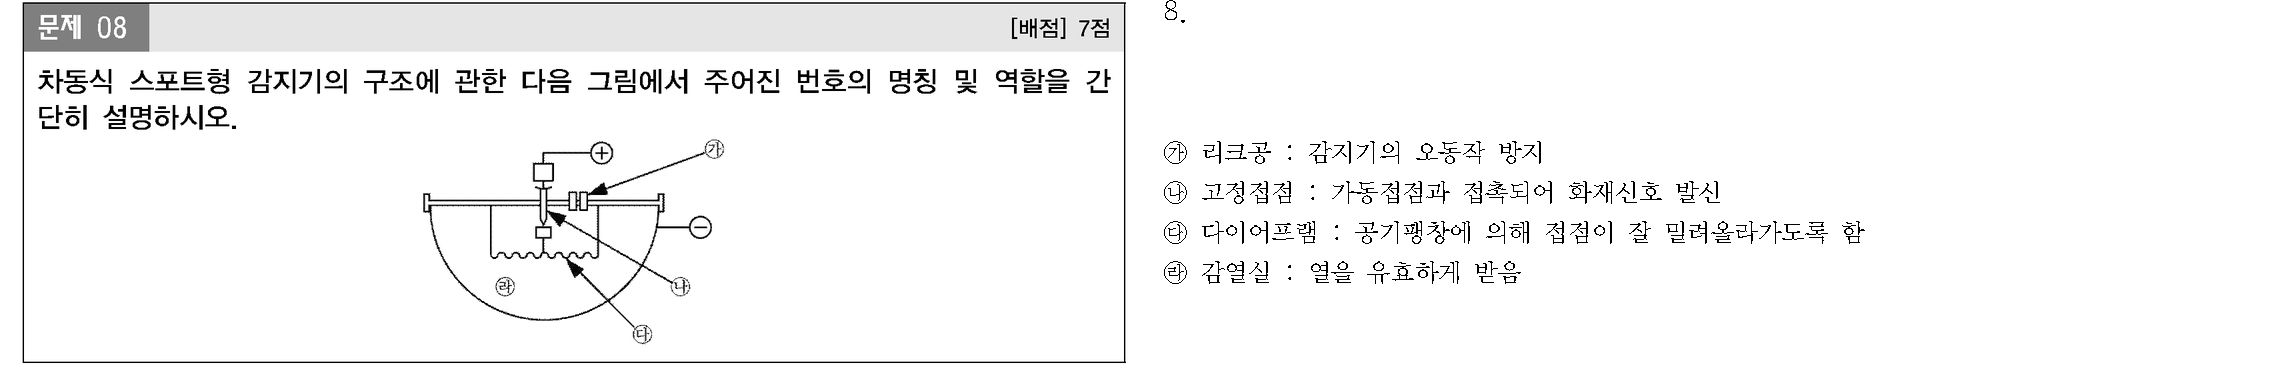 문제 08
[배점] 7점
차동식 스포트형 감지기의 구조에 관한 다음 그림에서 주어진 번호의 명칭 및 역할을 간
단히 설명하시오.
+
㉮
−
㉱
㉯
㉰
8.
㉮ 리크공 : 감지기의 오동작 방지
㉯ 고정접점 : 가동접점과 접촉되어 화재신호 발신
㉰ 다이어프램 : 공기팽창에 의해 접점이 잘 밀려올라가도록 함
㉱ 감열실 : 열을 유효하게 받음